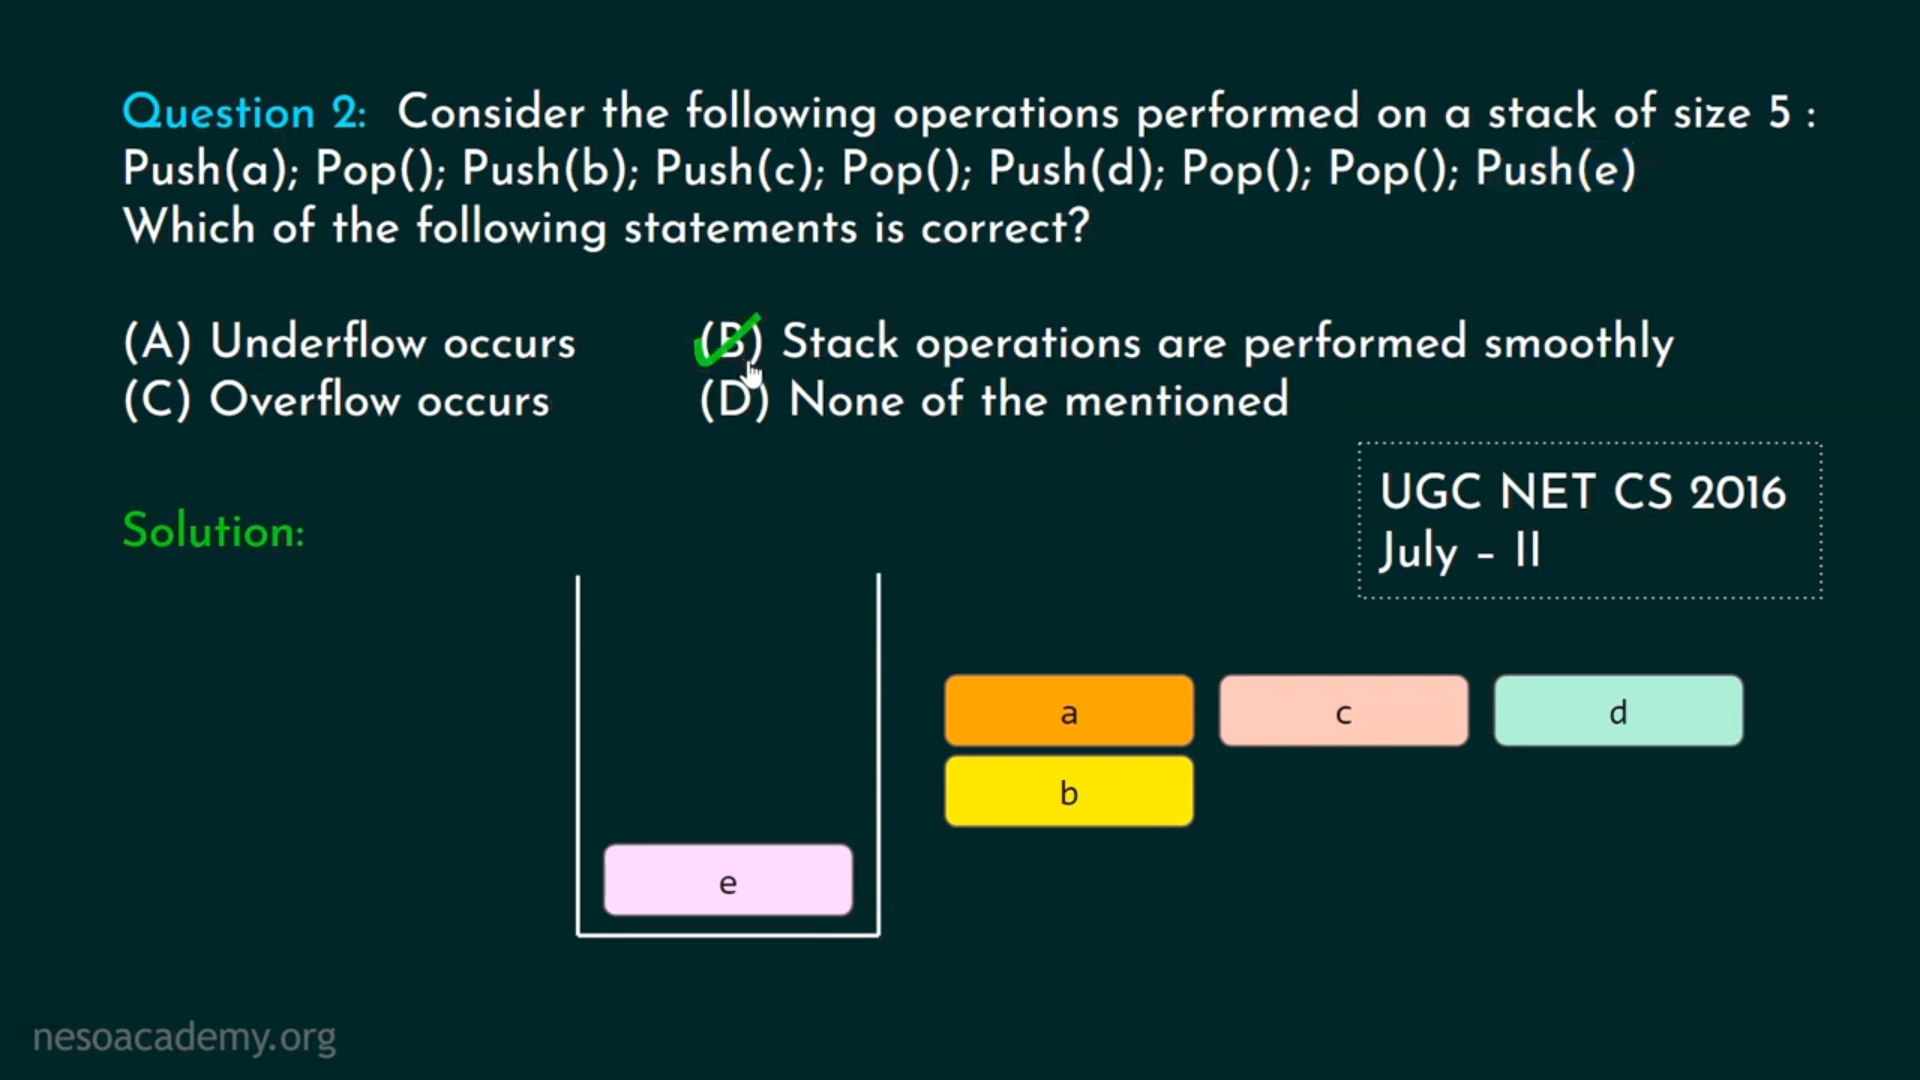 Question 2: Consider the following operations performed on a stack of size 5 :
Push(a); Pop(); Push(b); Push(c); Pop(); Push(d); Pop(); Pop(); Push(e)
Which of the following statements is correct?
(A) Underflow occurs (B) Stack operations are performed smoothly
(C) Overflow occurs (D) None of the mentioned
UGC NET CS 2016
July – II
Solution:
a c d
b
e
nesoacademy.org